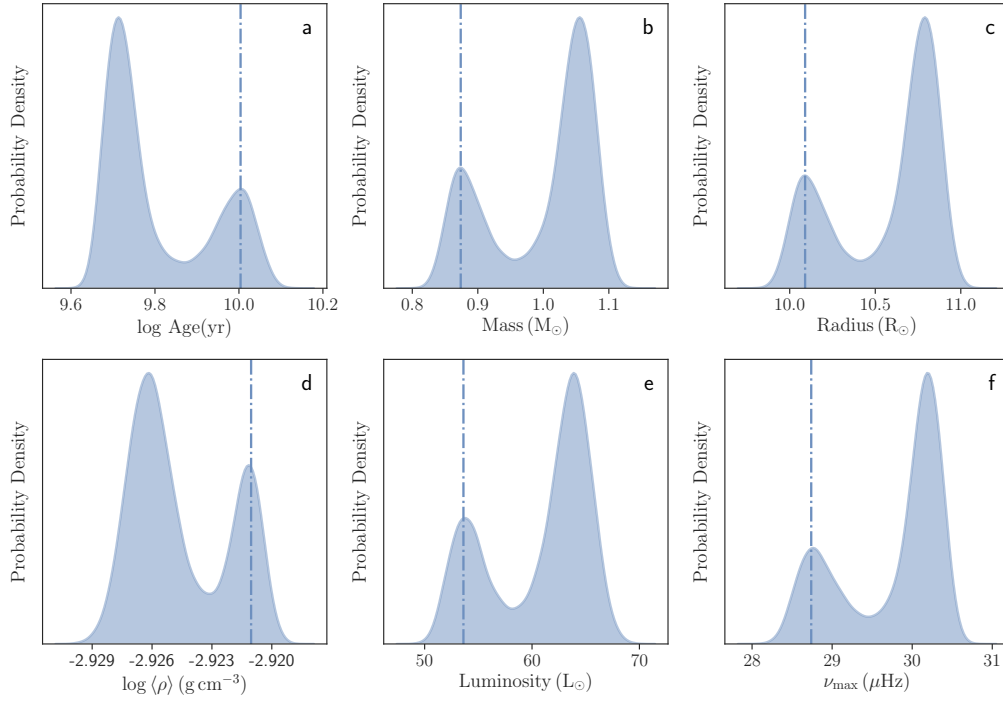 a
b
c
Probability Density
Probability Density
Probability Density
9.6 9.8 10.0 10.2
0.8 0.9 1.0 1.1
10.0 10.5 11.0
log Age(yr)
Mass (M☉)
Radius (R☉)
d
e
f
Probability Density
Probability Density
Probability Density
-2.929 -2.926 -2.923 -2.920
50 60 70
28 29 30 31
log ⟨ρ⟩ (g cm⁻³)
Luminosity (L☉)
ν_max (μHz)